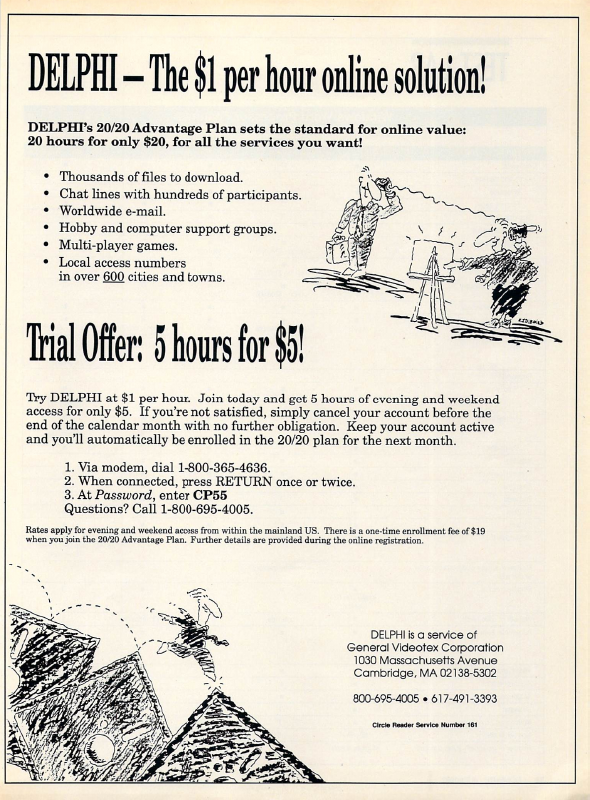 DELPHI – The $1 per hour online solution!
DELPHI's 20/20 Advantage Plan sets the standard for online value:
20 hours for only $20, for all the services you want!
• Thousands of files to download.
• Chat lines with hundreds of participants.
• Worldwide e-mail.
• Hobby and computer support groups.
• Multi-player games.
• Local access numbers
in over 600 cities and towns.
Trial Offer: 5 hours for $5!
Try DELPHI at $1 per hour. Join today and get 5 hours of evening and weekend
access for only $5. If you're not satisfied, simply cancel your account before the
end of the calendar month with no further obligation. Keep your account active
and you'll automatically be enrolled in the 20/20 plan for the next month.
1. Via modem, dial 1-800-365-4636.
2. When connected, press RETURN once or twice.
3. At Password, enter CP55
Questions? Call 1-800-695-4005.
Rates apply for evening and weekend access from within the mainland US. There is a one-time enrollment fee of $19
when you join the 20/20 Advantage Plan. Further details are provided during the online registration.
DELPHI is a service of
General Videotex Corporation
1030 Massachusetts Avenue
Cambridge, MA 02138-5302
800-695-4005 • 617-491-3393
Circle Reader Service Number 161